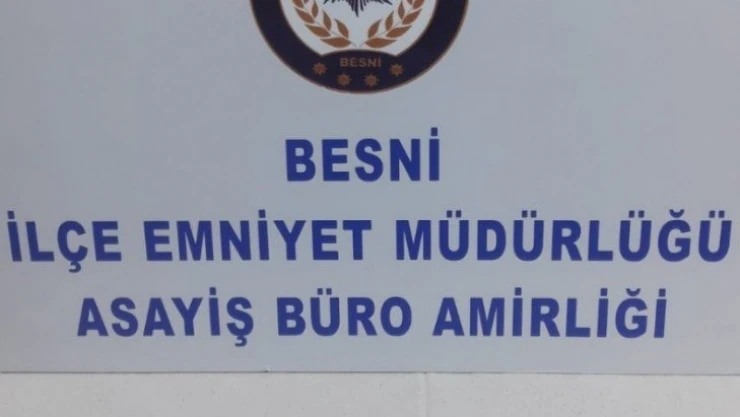 BESNİ
BESNİ
İLÇE EMNİYET MÜDÜRLÜĞÜ
ASAYİŞ BÜRO AMİRLİĞİ